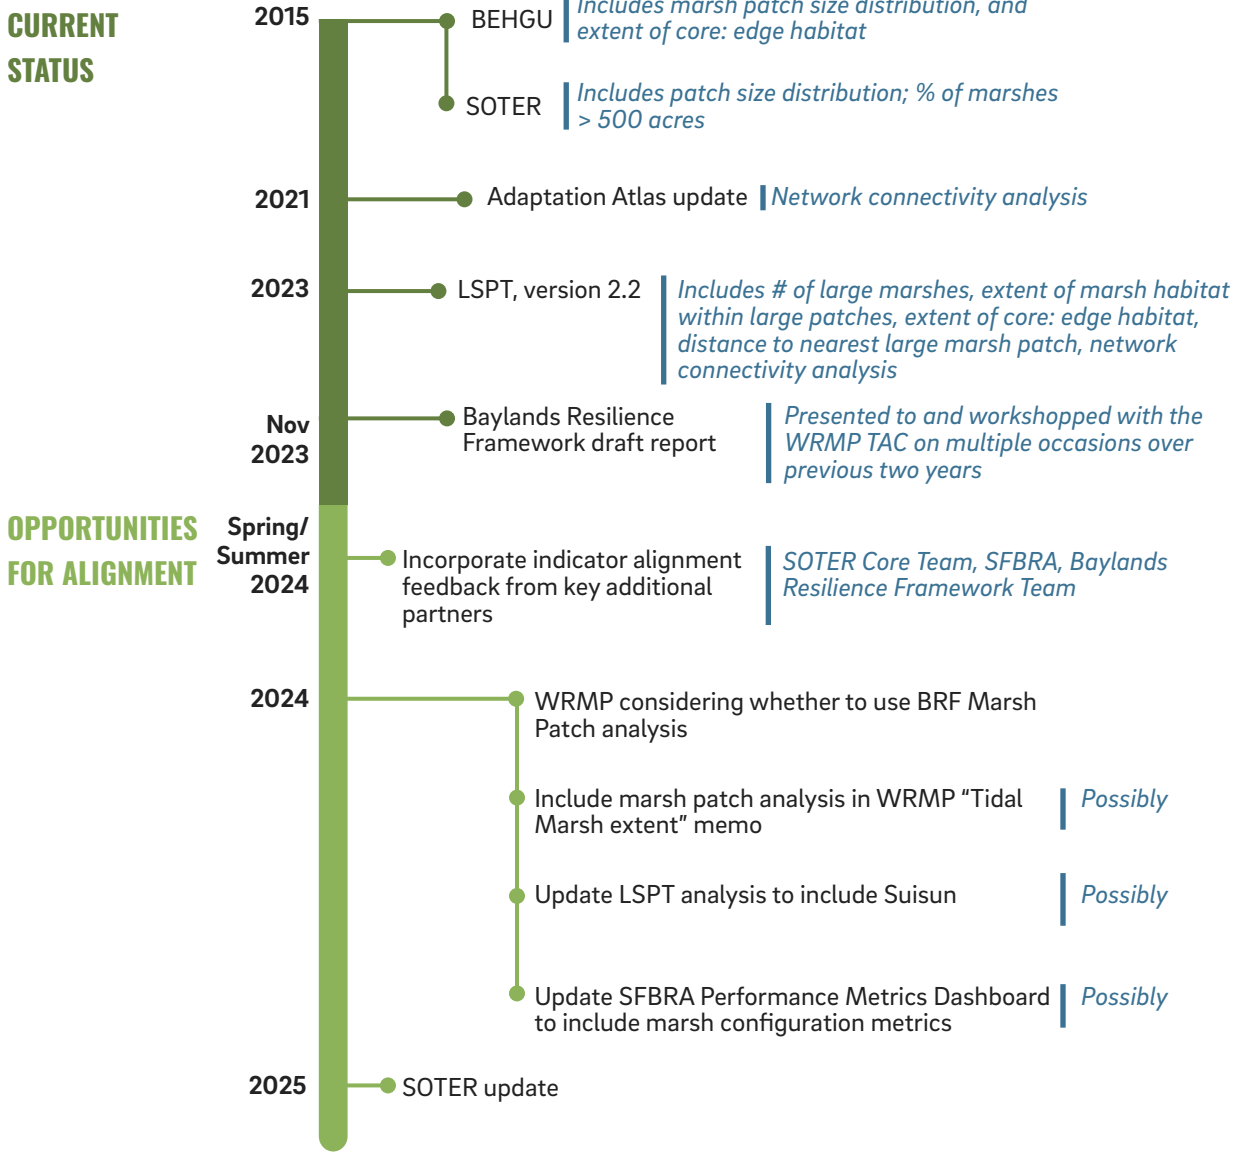 CURRENT
STATUS
2015
BEHGU
Includes marsh patch size distribution, and
extent of core: edge habitat
SOTER
Includes patch size distribution; % of marshes
> 500 acres
2021
Adaptation Atlas update
Network connectivity analysis
2023
LSPT, version 2.2
Includes # of large marshes, extent of marsh habitat
within large patches, extent of core: edge habitat,
distance to nearest large marsh patch, network
connectivity analysis
Nov
2023
Baylands Resilience
Framework draft report
Presented to and workshopped with the
WRMP TAC on multiple occasions over
previous two years
OPPORTUNITIES
FOR ALIGNMENT
Spring/
Summer
2024
Incorporate indicator alignment
feedback from key additional
partners
SOTER Core Team, SFBRA, Baylands
Resilience Framework Team
2024
WRMP considering whether to use BRF Marsh
Patch analysis
Include marsh patch analysis in WRMP “Tidal
Marsh extent” memo
Possibly
Update LSPT analysis to include Suisun
Possibly
Update SFBRA Performance Metrics Dashboard
to include marsh configuration metrics
Possibly
2025
SOTER update